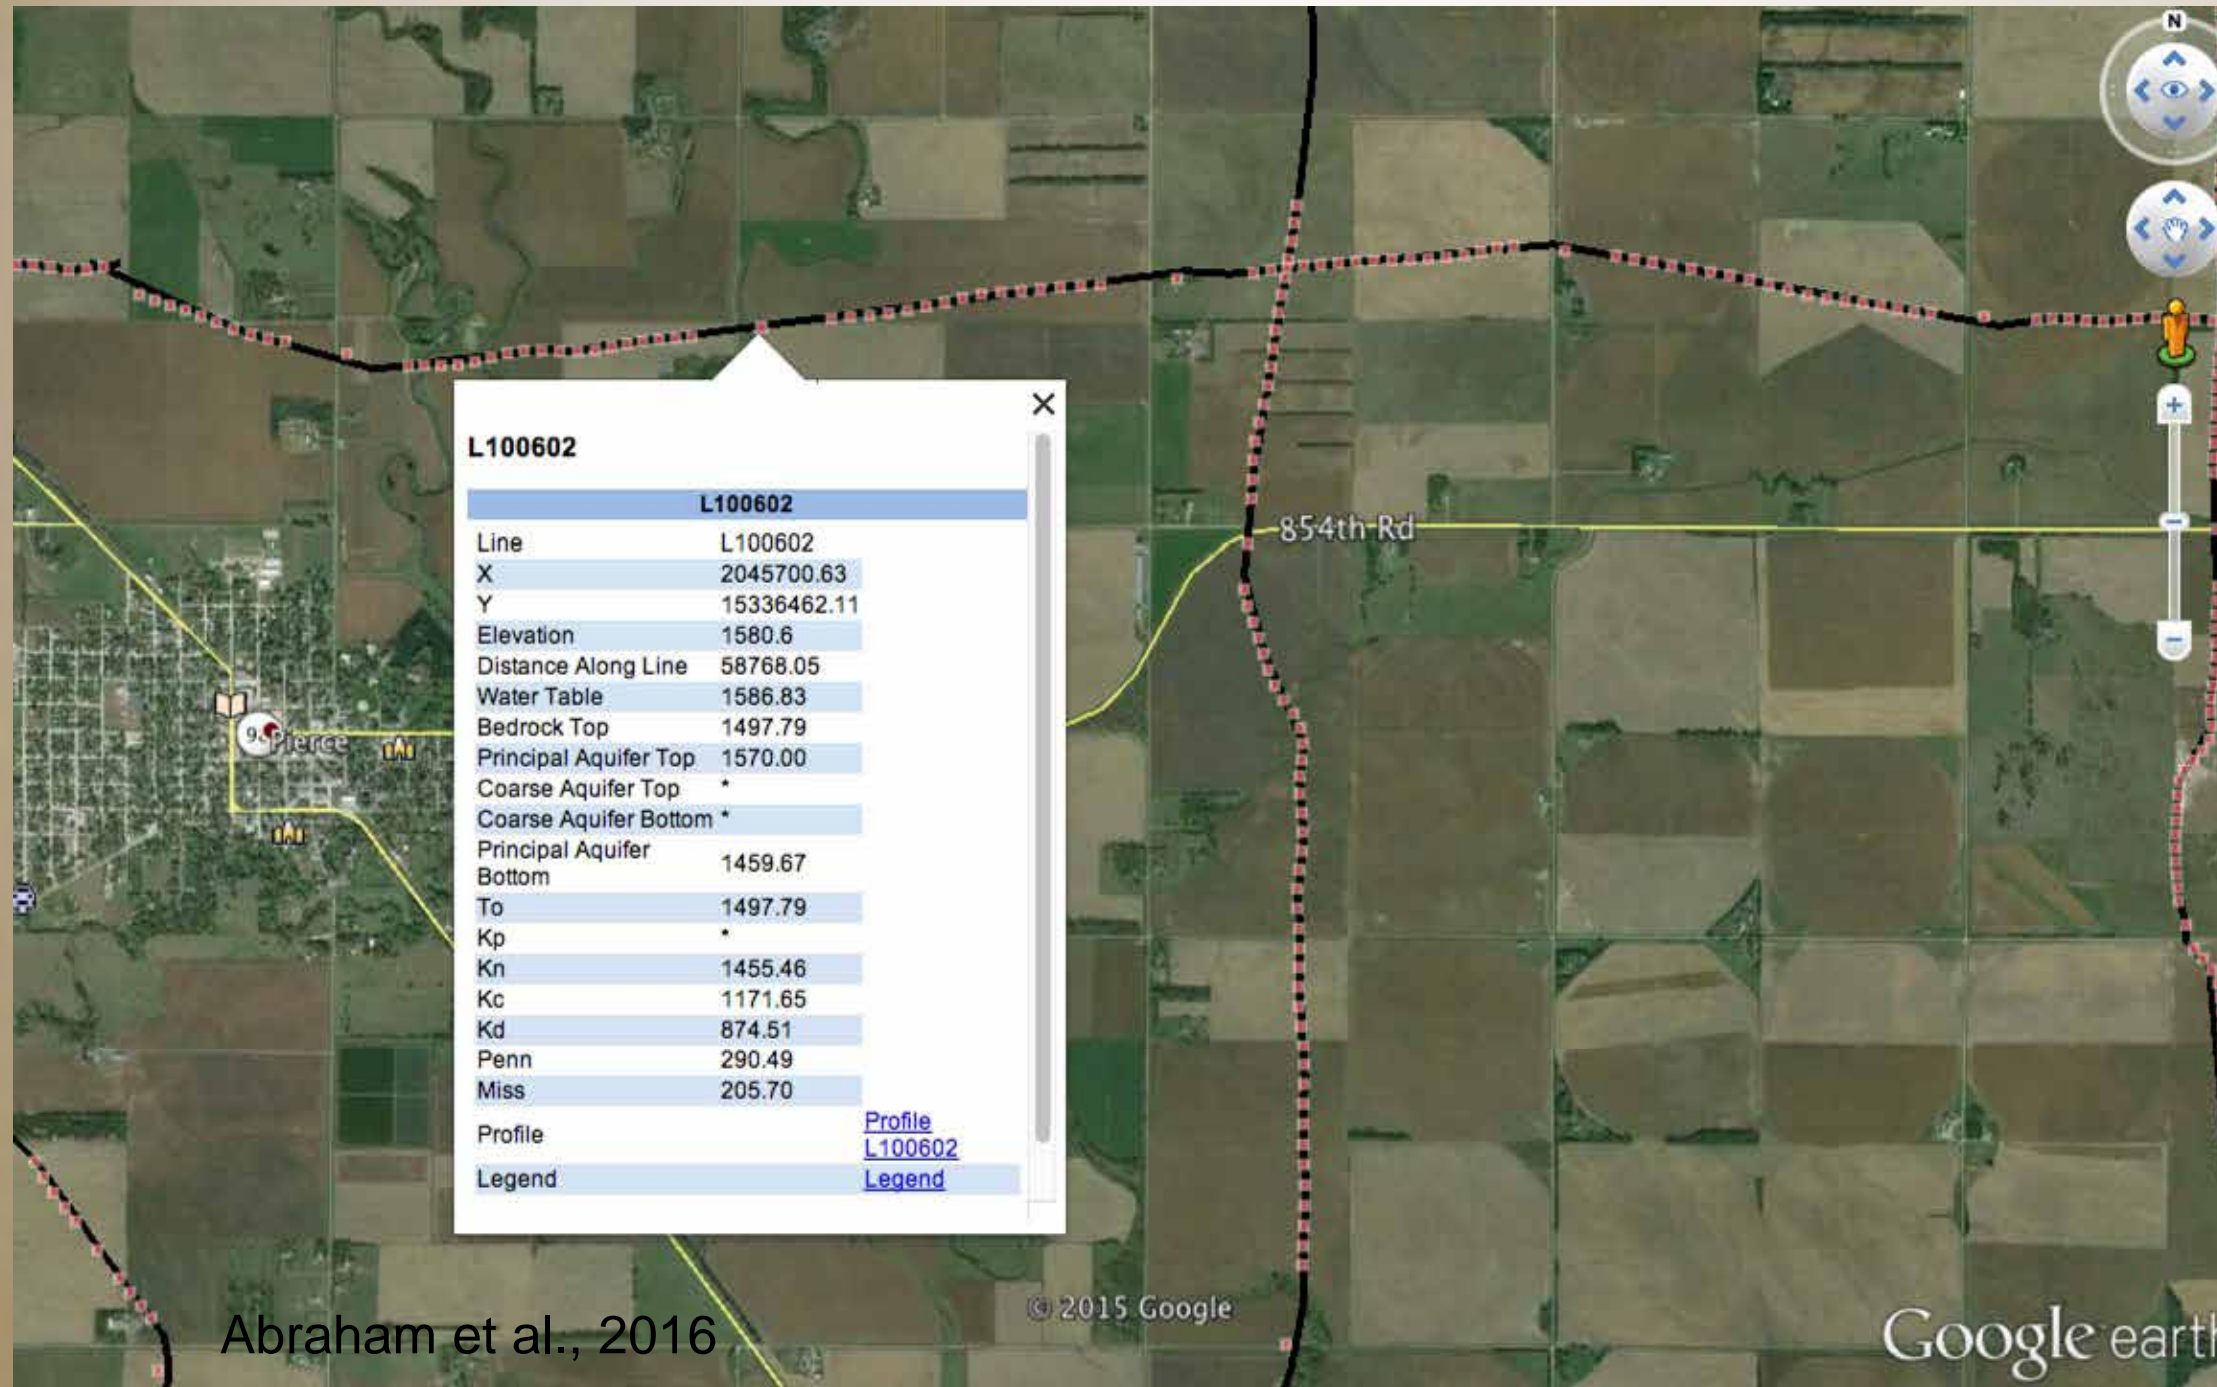 N
854th Rd
L100602
L100602
Line L100602
X 2045700.63
Y 15336462.11
Elevation 1580.6
Distance Along Line 58768.05
Water Table 1586.83
Bedrock Top 1497.79
Principal Aquifer Top 1570.00
Coarse Aquifer Top *
Coarse Aquifer Bottom *
Principal Aquifer
Bottom 1459.67
To 1497.79
Kp *
Kn 1455.46
Kc 1171.65
Kd 874.51
Penn 290.49
Miss 205.70
Profile Profile
L100602
Legend Legend
Pierce
Abraham et al., 2016
© 2015 Google
Google earth